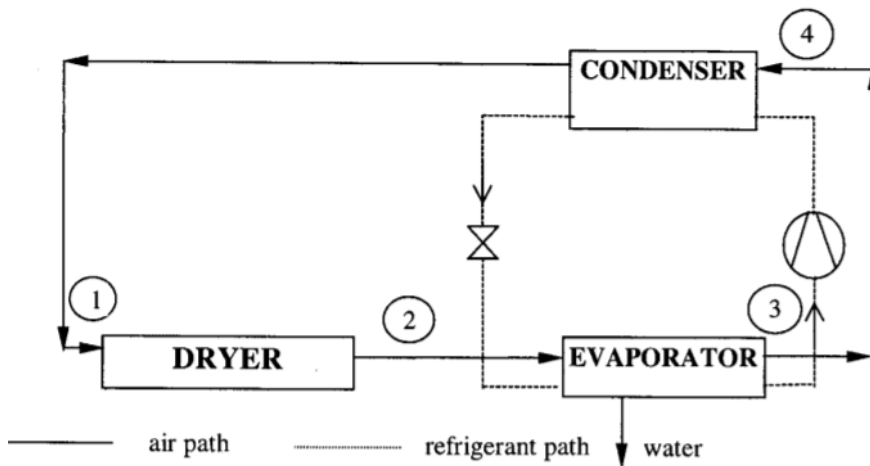 4
CONDENSER
1
2
3
DRYER
EVAPORATOR
air path
refrigerant path
water